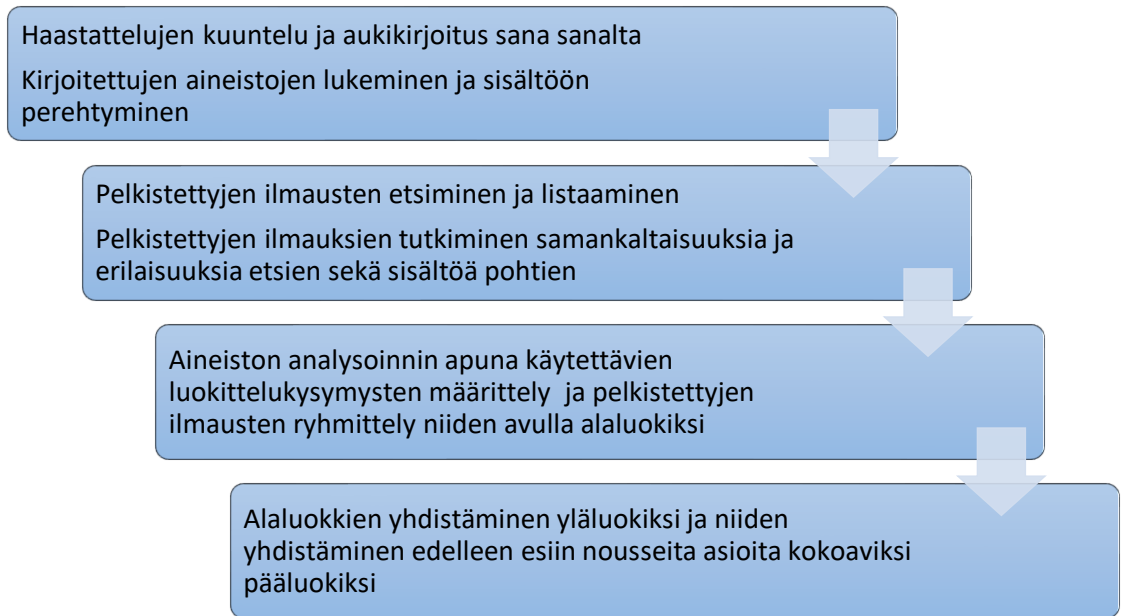 Haastattelujen kuuntelu ja aukikirjoitus sana sanalta
Kirjoitettujen aineistojen lukeminen ja sisältöön
perehtyminen
Pelkistettyjen ilmausten etsiminen ja listaaminen
Pelkistettyjen ilmauksien tutkiminen samankaltaisuuksia ja
erilaisuuksia etsien sekä sisältöä pohtien
Aineiston analysoinnin apuna käytettävien
luokittelukysymysten määrittely ja pelkistettyjen
ilmausten ryhmittely niiden avulla alaluokiksi
Alaluokkien yhdistäminen yläluokiksi ja niiden
yhdistäminen edelleen esiin nousseita asioita kokoaviksi
pääluokiksi